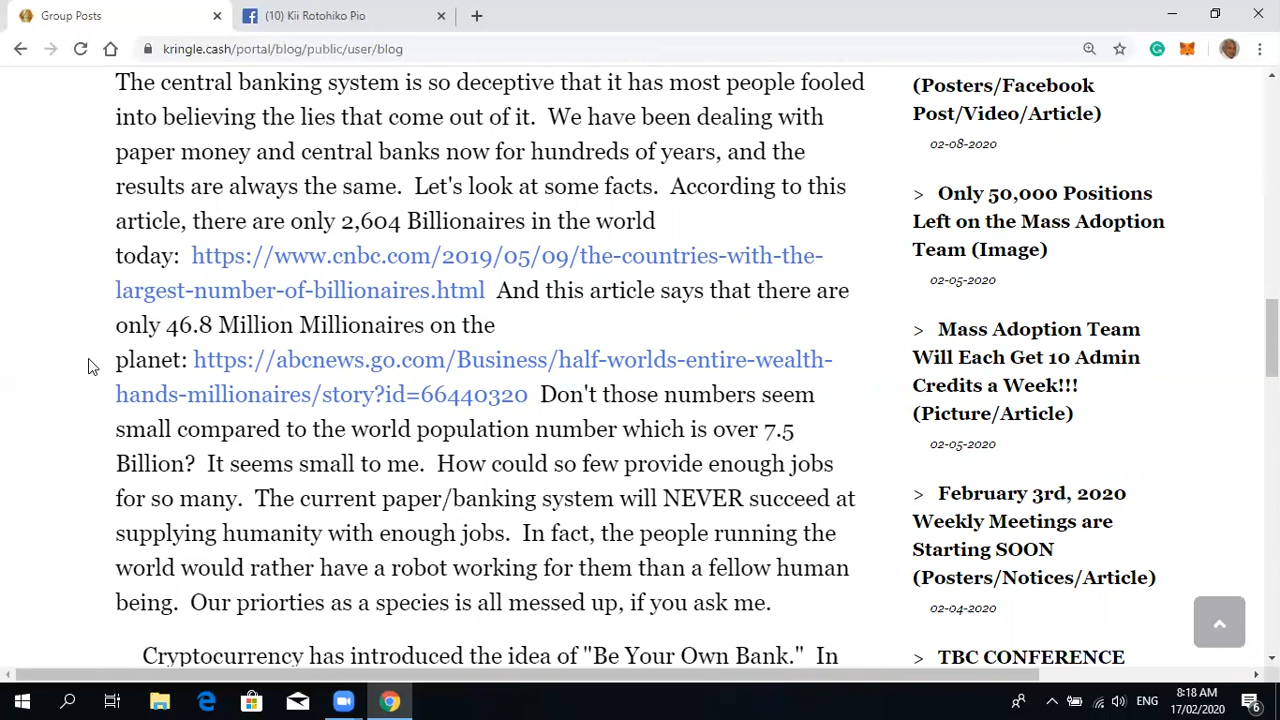 Group Posts
(10) Kii Rotohiko Pio
kringle.cash/portal/blog/public/user/blog
The central banking system is so deceptive that it has most people fooled
into believing the lies that come out of it.  We have been dealing with
paper money and central banks now for hundreds of years, and the
results are always the same.  Let's look at some facts.  According to this
article, there are only 2,604 Billionaires in the world
today:  https://www.cnbc.com/2019/05/09/the-countries-with-the-
largest-number-of-billionaires.html  And this article says that there are
only 46.8 Million Millionaires on the
planet: https://abcnews.go.com/Business/half-worlds-entire-wealth-
hands-millionaires/story?id=66440320  Don't those numbers seem
small compared to the world population number which is over 7.5
Billion?  It seems small to me.  How could so few provide enough jobs
for so many.  The current paper/banking system will NEVER succeed at
supplying humanity with enough jobs.  In fact, the people running the
world would rather have a robot working for them than a fellow human
being.  Our priorties as a species is all messed up, if you ask me.
Cryptocurrency has introduced the idea of "Be Your Own Bank."  In
(Posters/Facebook
Post/Video/Article)
02-08-2020
> Only 50,000 Positions
Left on the Mass Adoption
Team (Image)
02-05-2020
> Mass Adoption Team
Will Each Get 10 Admin
Credits a Week!!!
(Picture/Article)
02-05-2020
> February 3rd, 2020
Weekly Meetings are
Starting SOON
(Posters/Notices/Article)
02-04-2020
> TBC CONFERENCE
ENG
8:18 AM
17/02/2020
6